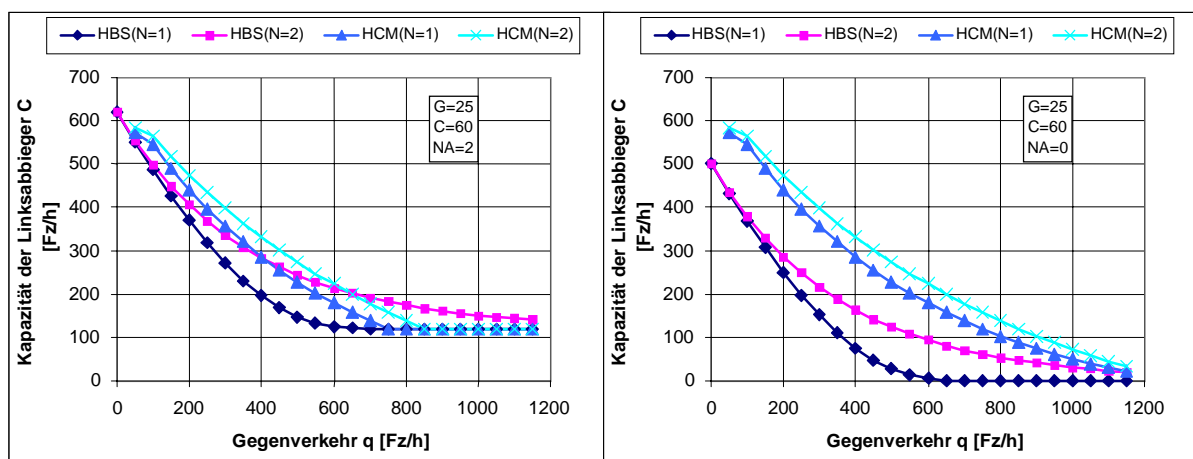 HBS(N=1) HBS(N=2) HCM(N=1) HCM(N=2)
700
600
500
400
300
200
100
0
Kapazität der Linksabbieger C
[Fz/h]
G=25
C=60
NA=2
0 200 400 600 800 1000 1200
Gegenverkehr q [Fz/h]
HBS(N=1) HBS(N=2) HCM(N=1) HCM(N=2)
700
600
500
400
300
200
100
0
Kapazität der Linksabbieger C
[Fz/h]
G=25
C=60
NA=0
0 200 400 600 800 1000 1200
Gegenverkehr q [Fz/h]